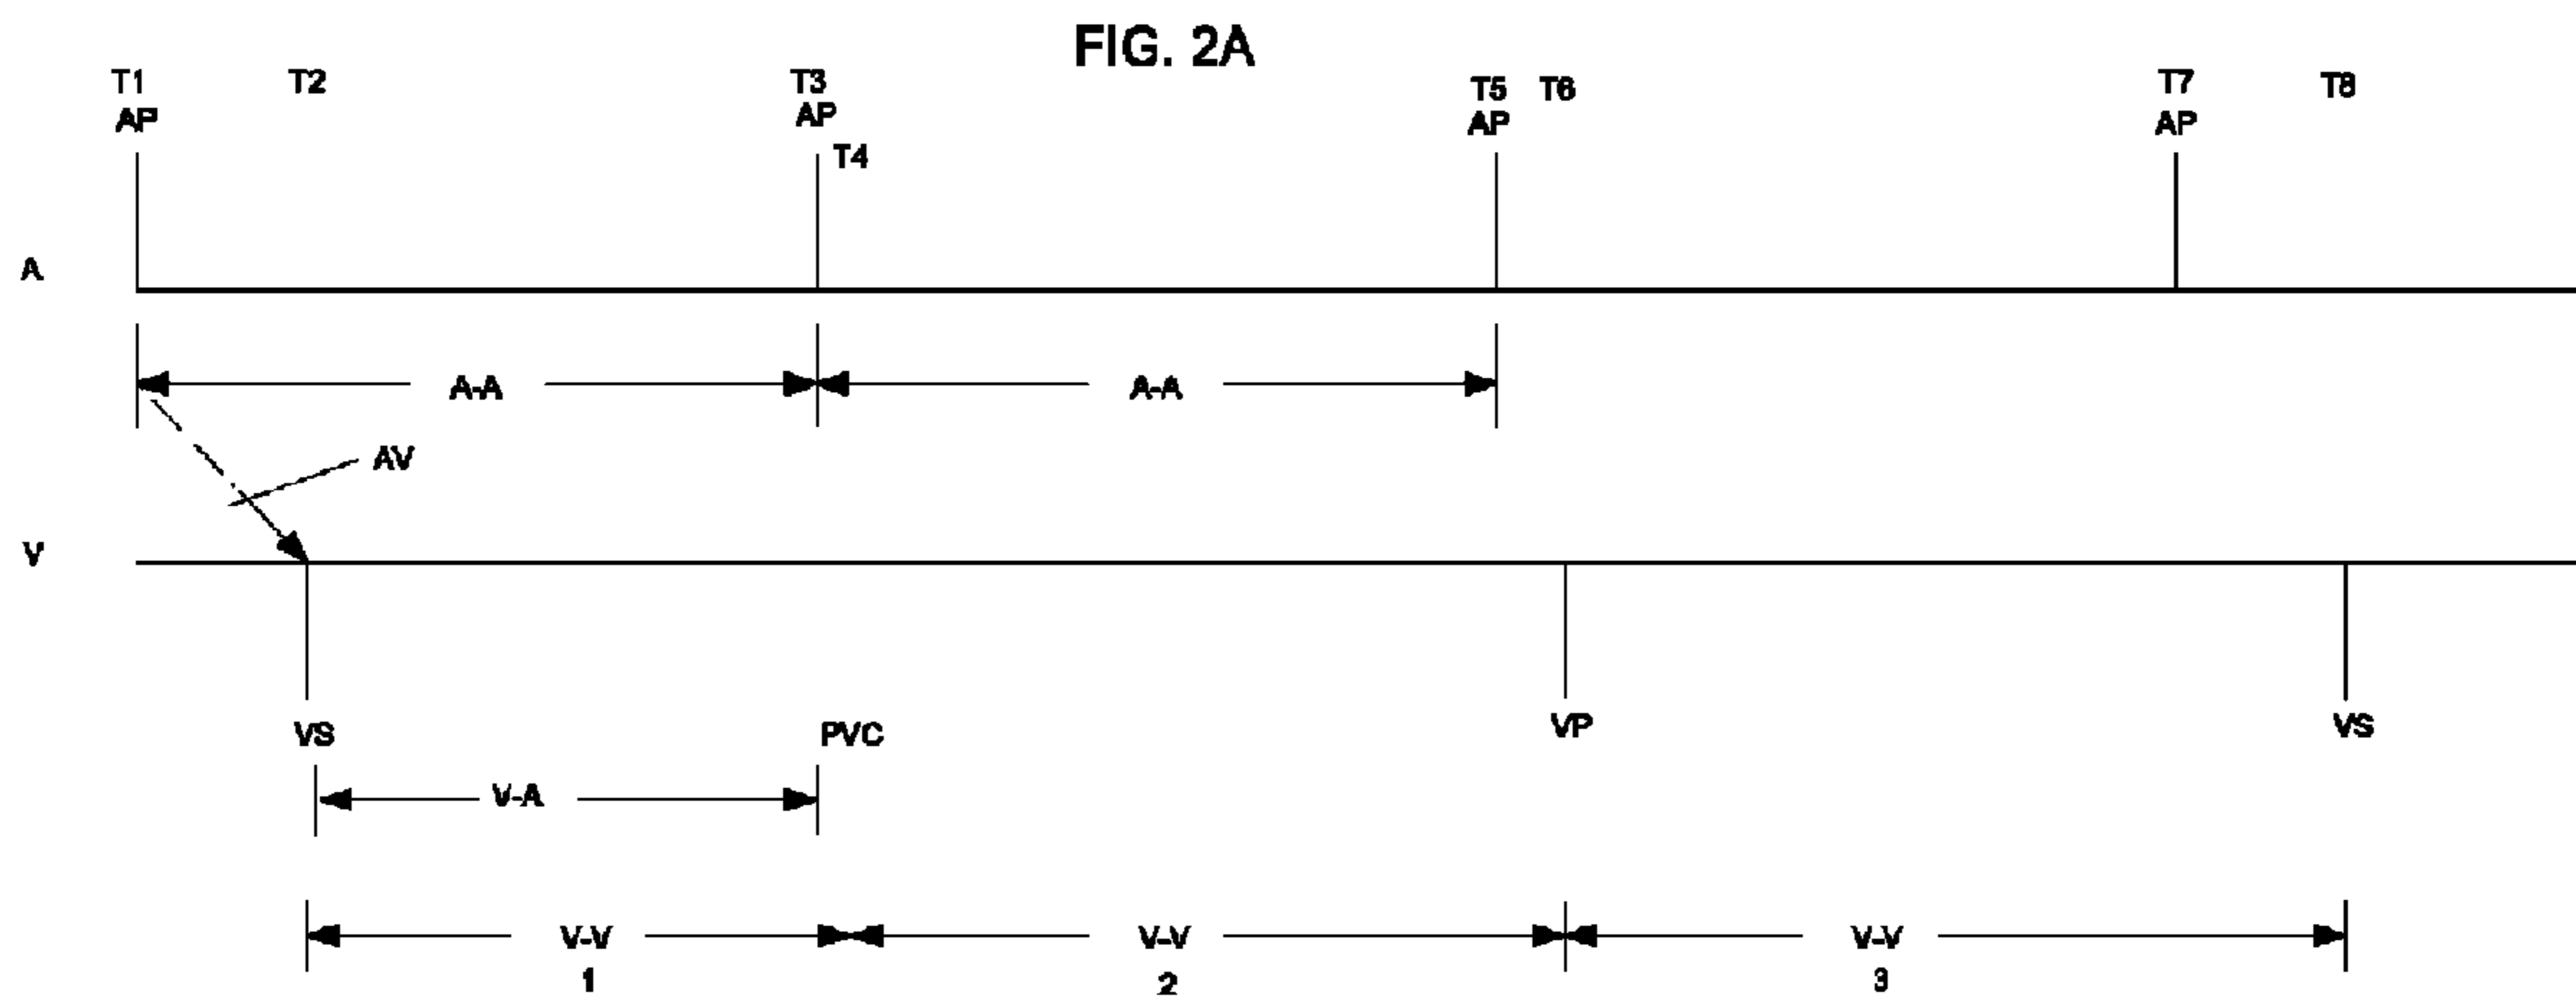 FIG. 2A
T1 T2 T3 T5 T6 T7 T8
AP AP AP AP
T4
A
A-A A-A
AV
V
VS PVC VP VS
V-A
V-V V-V V-V
1 2 3